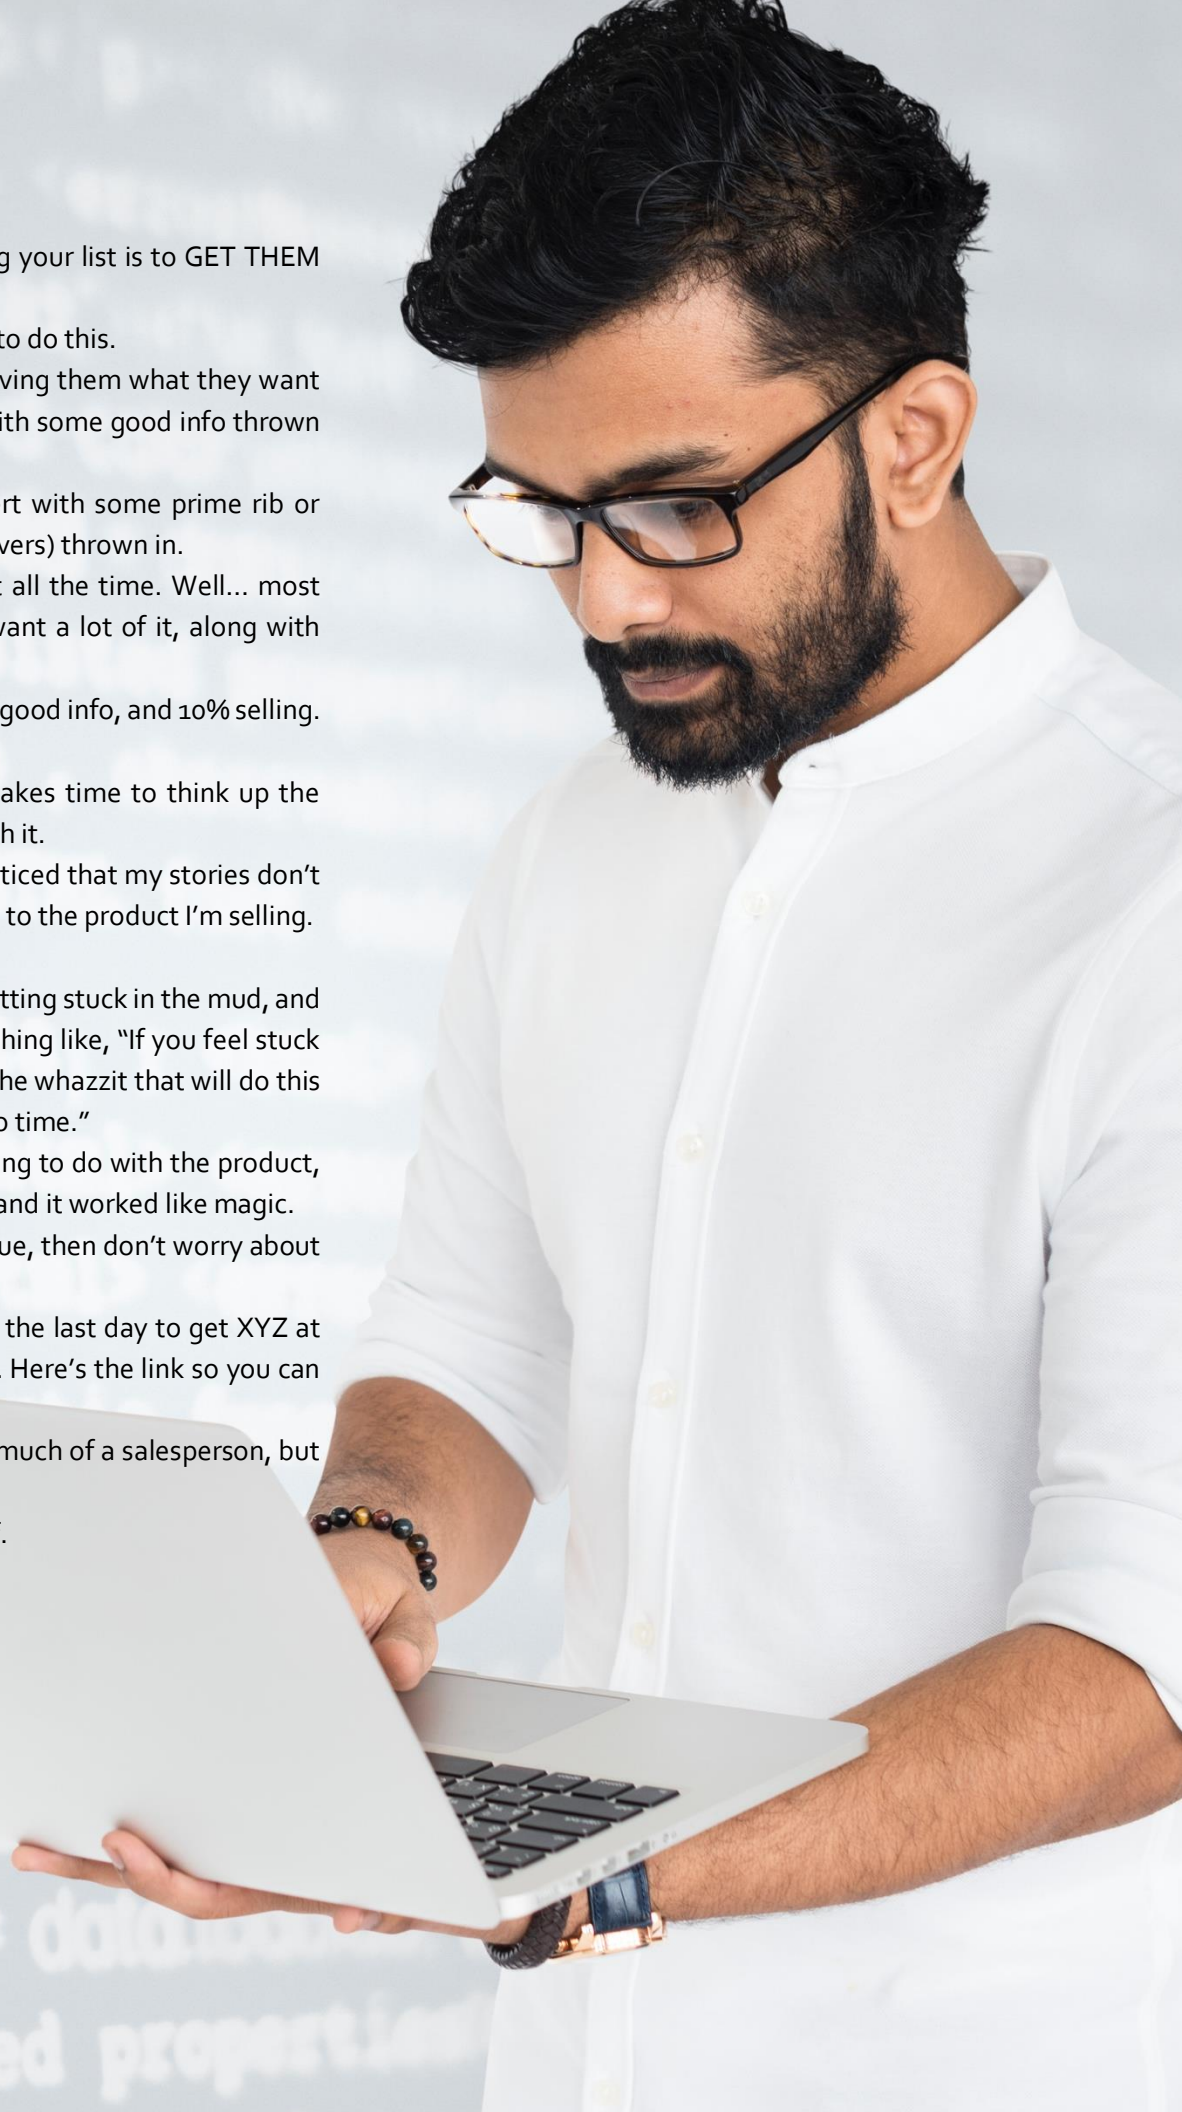 g your list is to GET THEM
to do this.
ving them what they want
ith some good info thrown
rt with some prime rib or
vers) thrown in.
t all the time. Well… most
vant a lot of it, along with
good info, and 10% selling.
akes time to think up the
h it.
ticed that my stories don’t
to the product I’m selling.
tting stuck in the mud, and
hing like, “If you feel stuck
he whazzit that will do this
o time.”
ng to do with the product,
and it worked like magic.
ue, then don’t worry about
the last day to get XYZ at
. Here’s the link so you can
much of a salesperson, but
.
data
ed propert